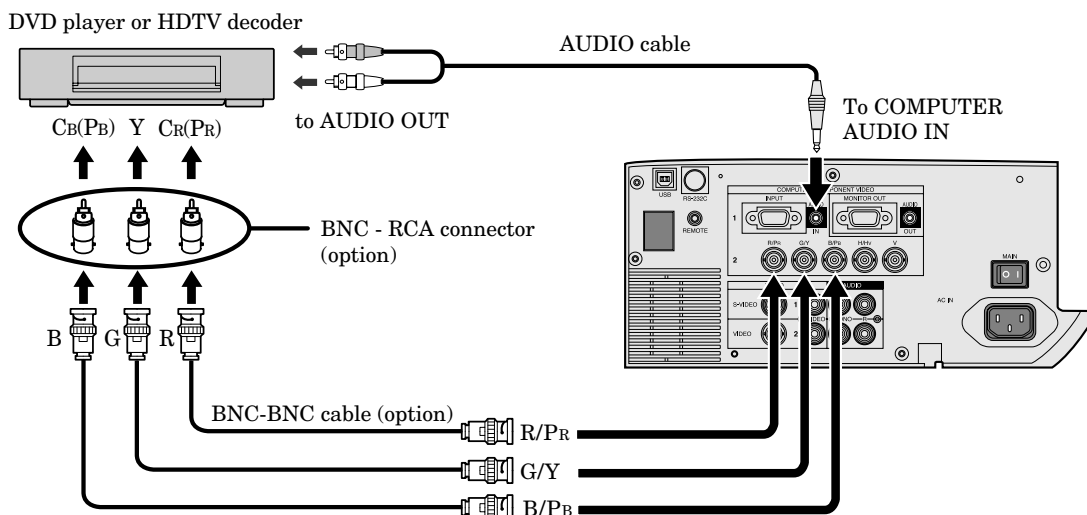 DVD player or HDTV decoder
AUDIO cable
to AUDIO OUT
To COMPUTER
AUDIO IN
CB(PB) Y CR(PR)
BNC - RCA connector
(option)
B G R
BNC-BNC cable (option)
R/PR
G/Y
B/PB
USB
RS-232C
REMOTE
INPUT
MONITOR OUT
AUDIO
OUT
IN
1
2
R/PR G/Y B/PB H/HV V
AUDIO
S-VIDEO 1
VIDEO 2
R
MAIN
AC IN